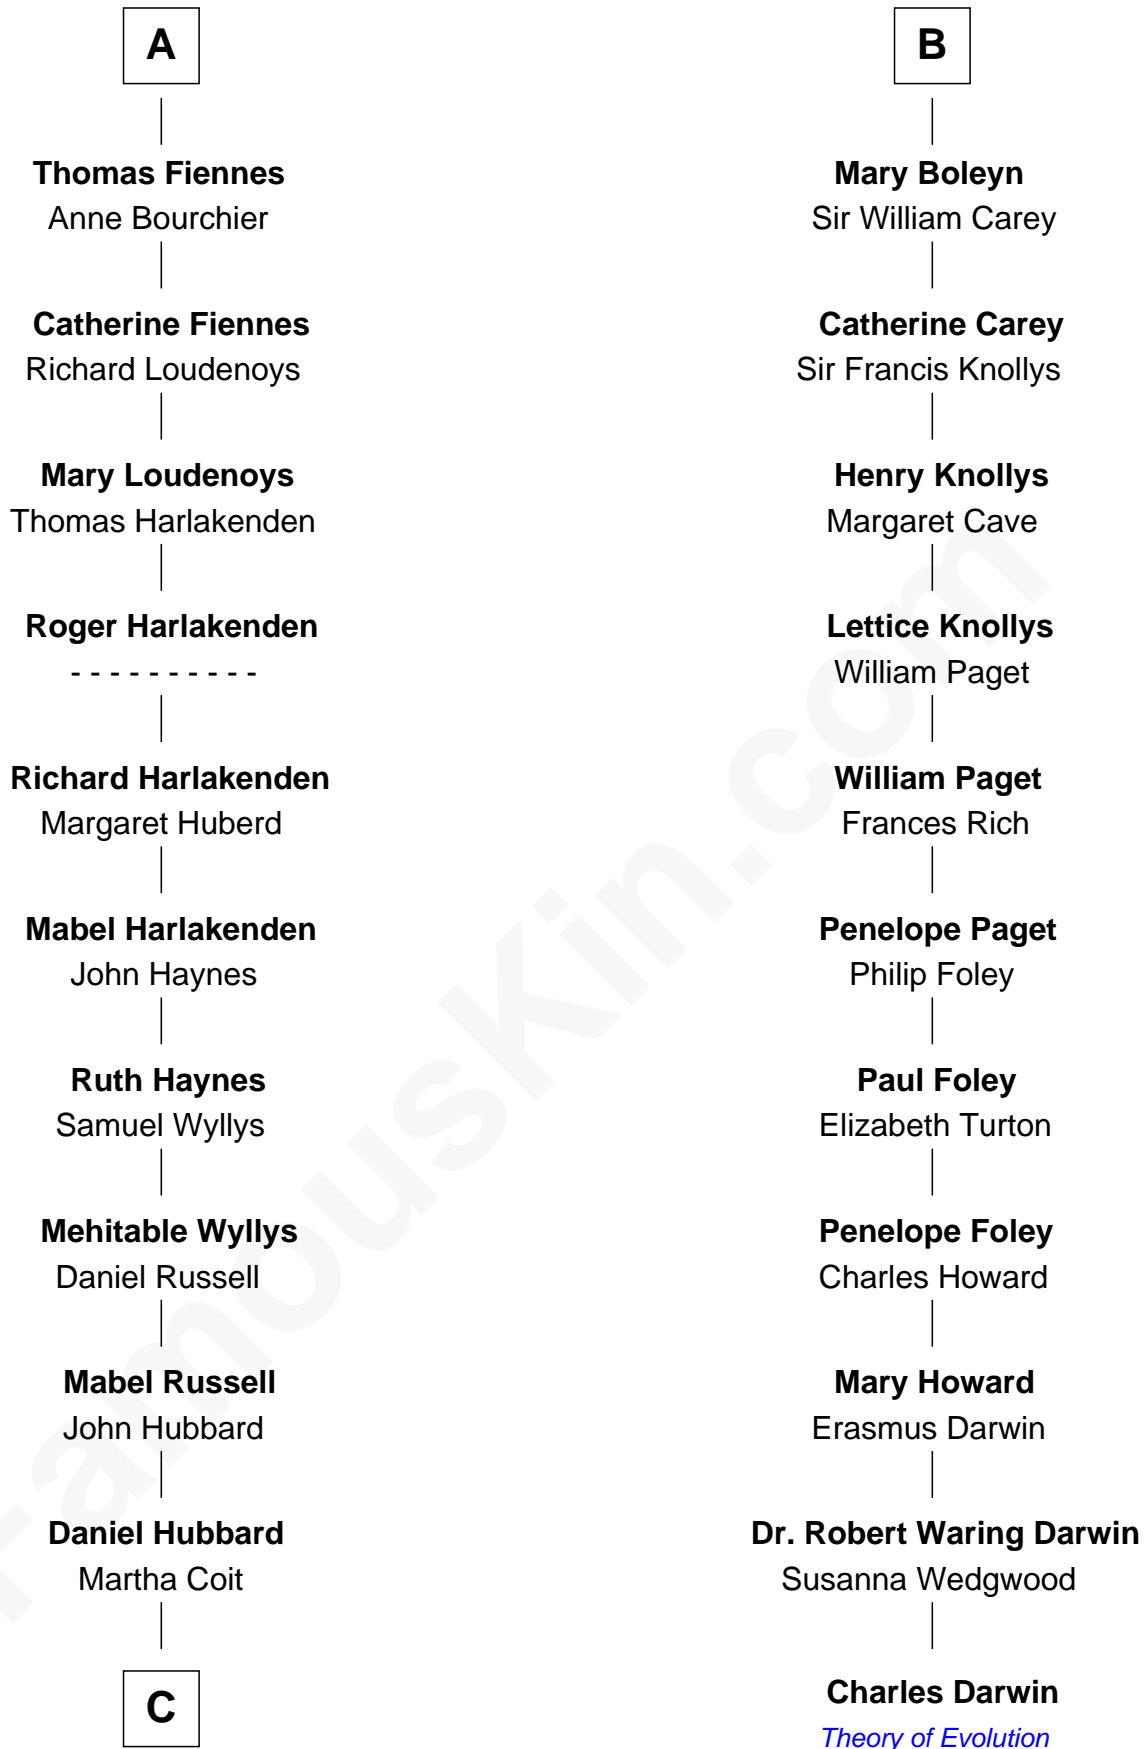 A
Thomas Fiennes
Anne Bourchier
Catherine Fiennes
Richard Loudenoys
Mary Loudenoys
Thomas Harlakenden
Roger Harlakenden
- - - - - - - - - -
Richard Harlakenden
Margaret Huberd
Mabel Harlakenden
John Haynes
Ruth Haynes
Samuel Wyllys
Mehitable Wyllys
Daniel Russell
Mabel Russell
John Hubbard
Daniel Hubbard
Martha Coit
C
B
Mary Boleyn
Sir William Carey
Catherine Carey
Sir Francis Knollys
Henry Knollys
Margaret Cave
Lettice Knollys
William Paget
William Paget
Frances Rich
Penelope Paget
Philip Foley
Paul Foley
Elizabeth Turton
Penelope Foley
Charles Howard
Mary Howard
Erasmus Darwin
Dr. Robert Waring Darwin
Susanna Wedgwood
Charles Darwin
Theory of Evolution
FamousKin.com